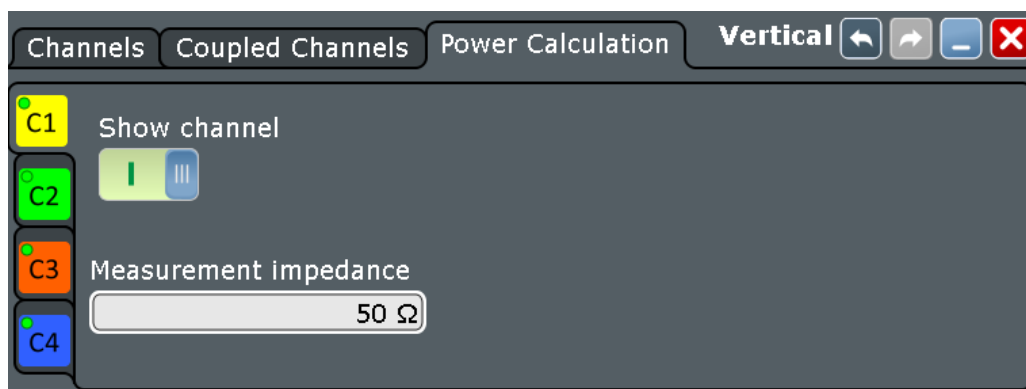 Channels
Coupled Channels
Power Calculation
Vertical
C1
Show channel
C2
C3
Measurement impedance
50 Ω
C4